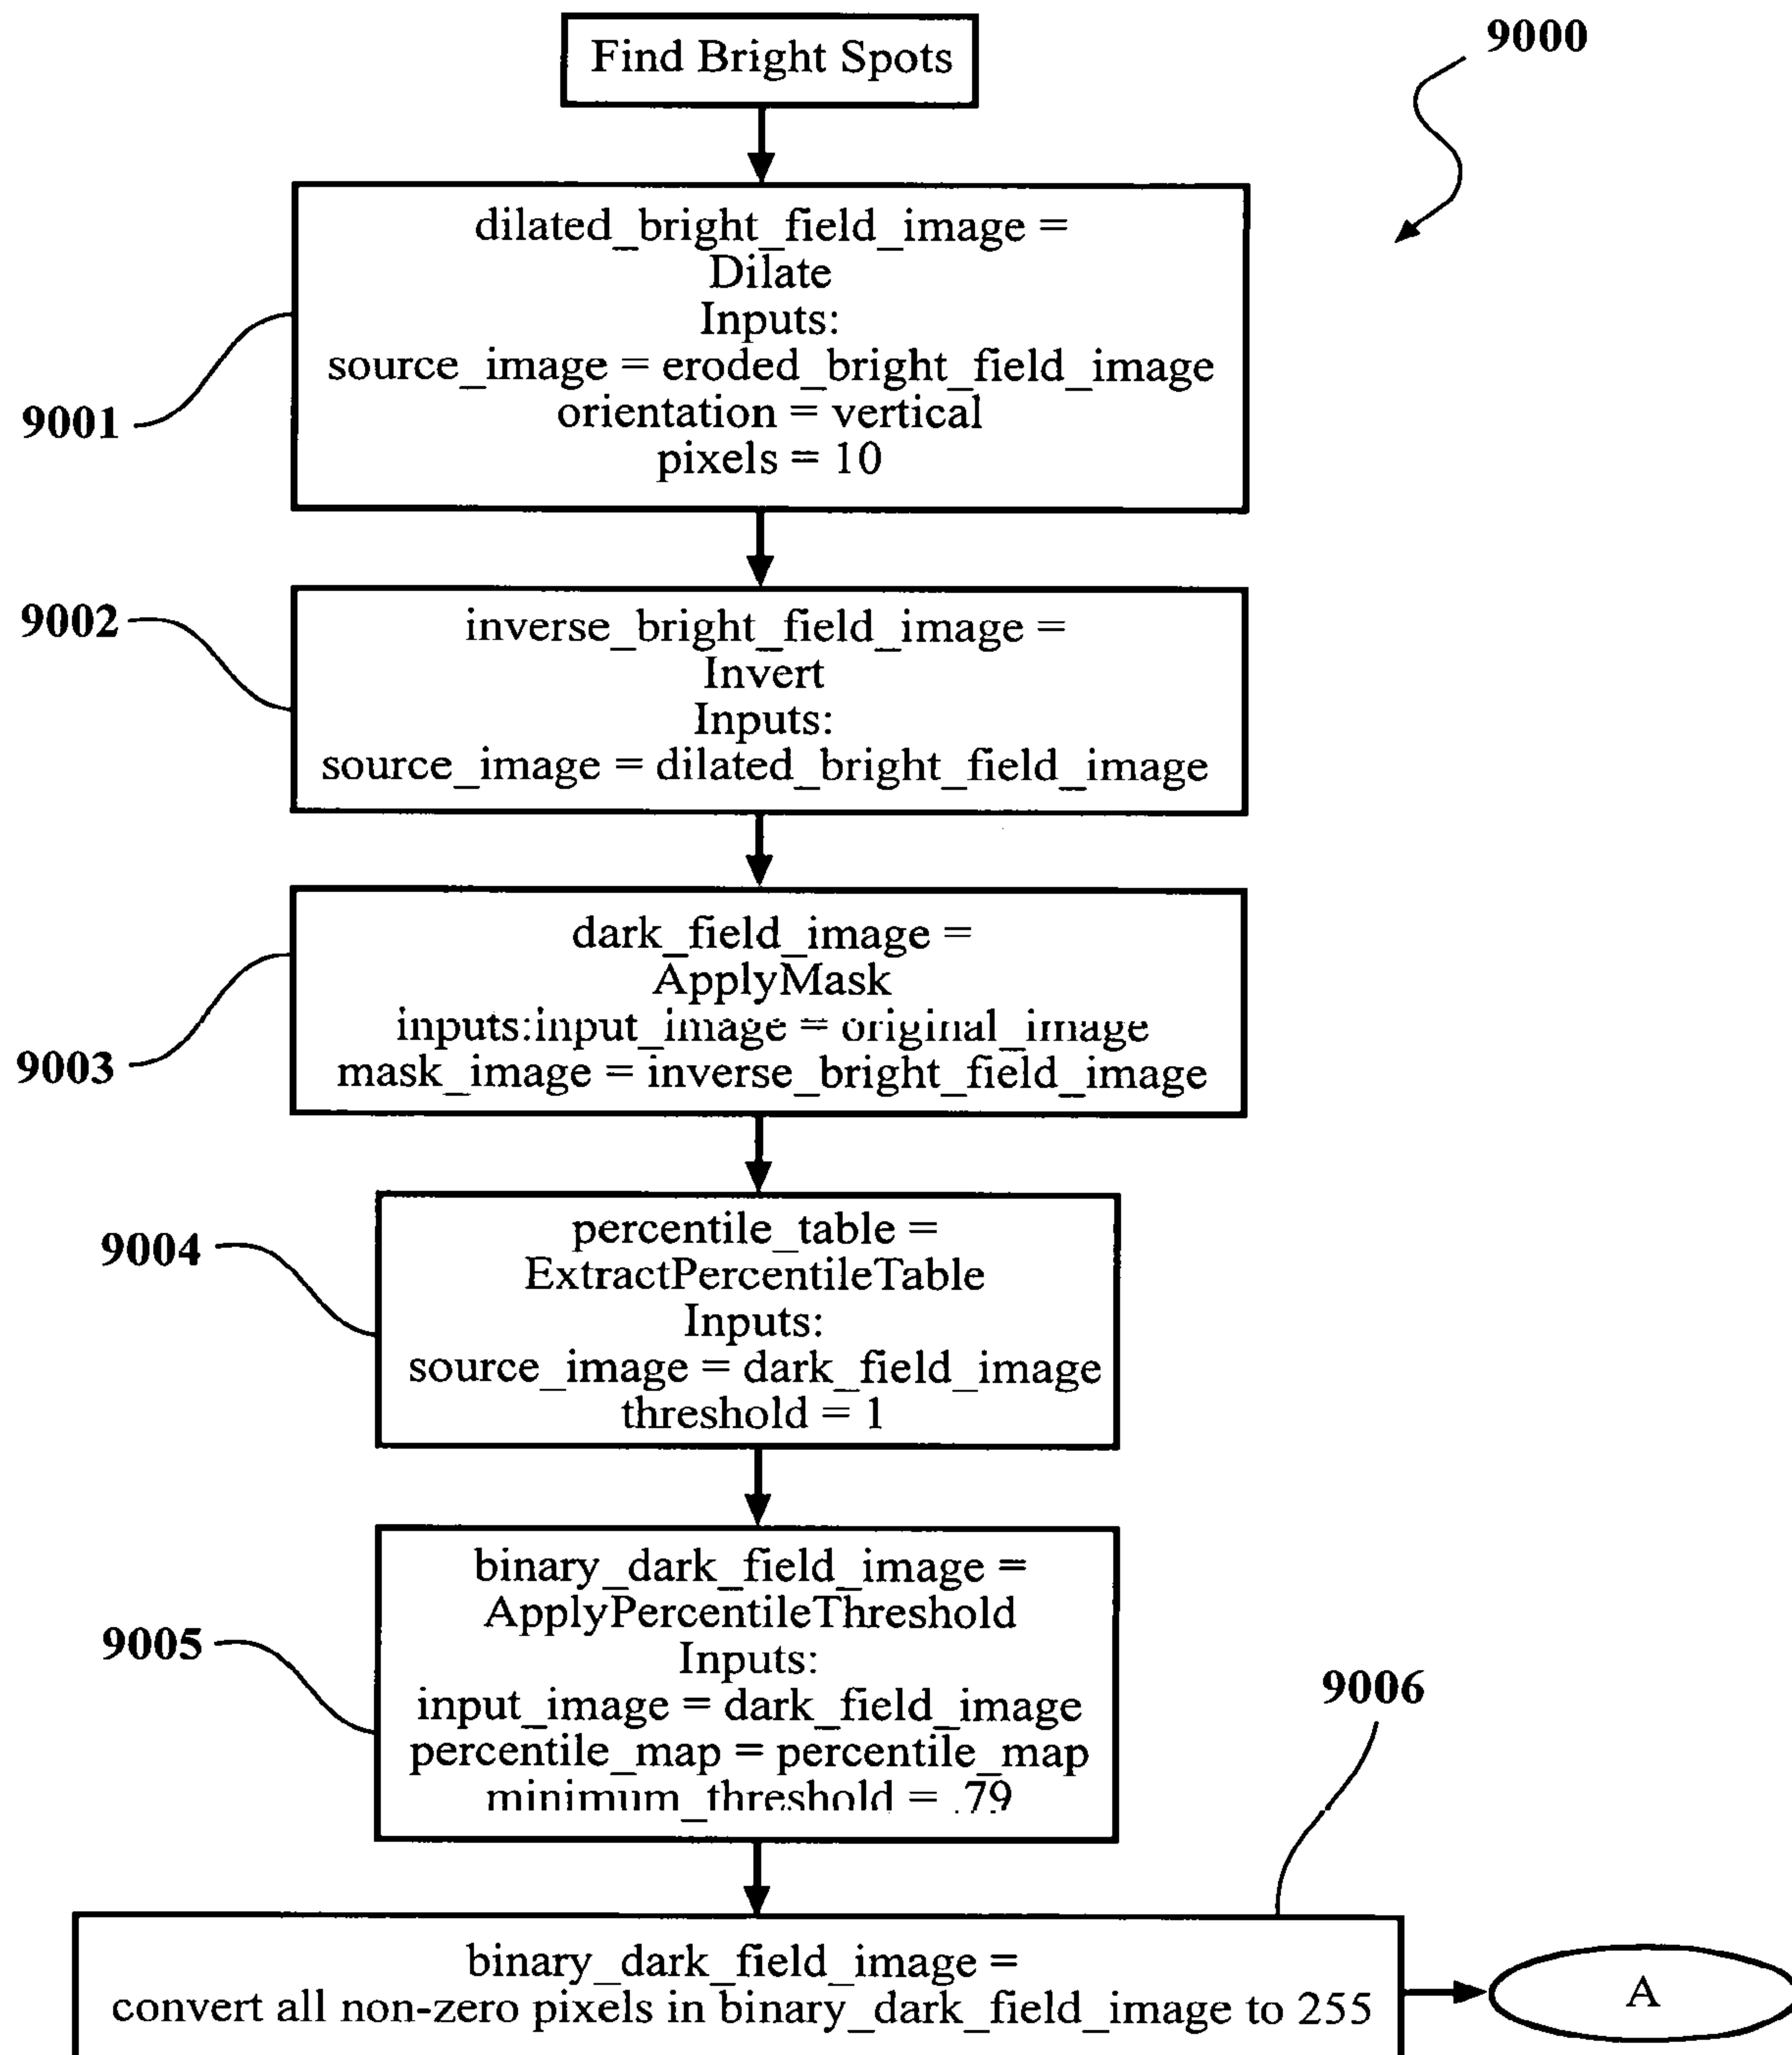 Find Bright Spots
9000
dilated_bright_field_image =
Dilate
Inputs:
source_image = eroded_bright_field_image
orientation = vertical
pixels = 10
9001
9002
inverse_bright_field_image =
Invert
Inputs:
source_image = dilated_bright_field_image
dark_field_image =
ApplyMask
inputs:input_image = original_image
mask_image = inverse_bright_field_image
9003
9004
percentile_table =
ExtractPercentileTable
Inputs:
source_image = dark_field_image
threshold = 1
binary_dark_field_image =
ApplyPercentileThreshold
Inputs:
input_image = dark_field_image
percentile_map = percentile_map
minimum_threshold = .79
9005
9006
binary_dark_field_image =
convert all non-zero pixels in binary_dark_field_image to 255
A